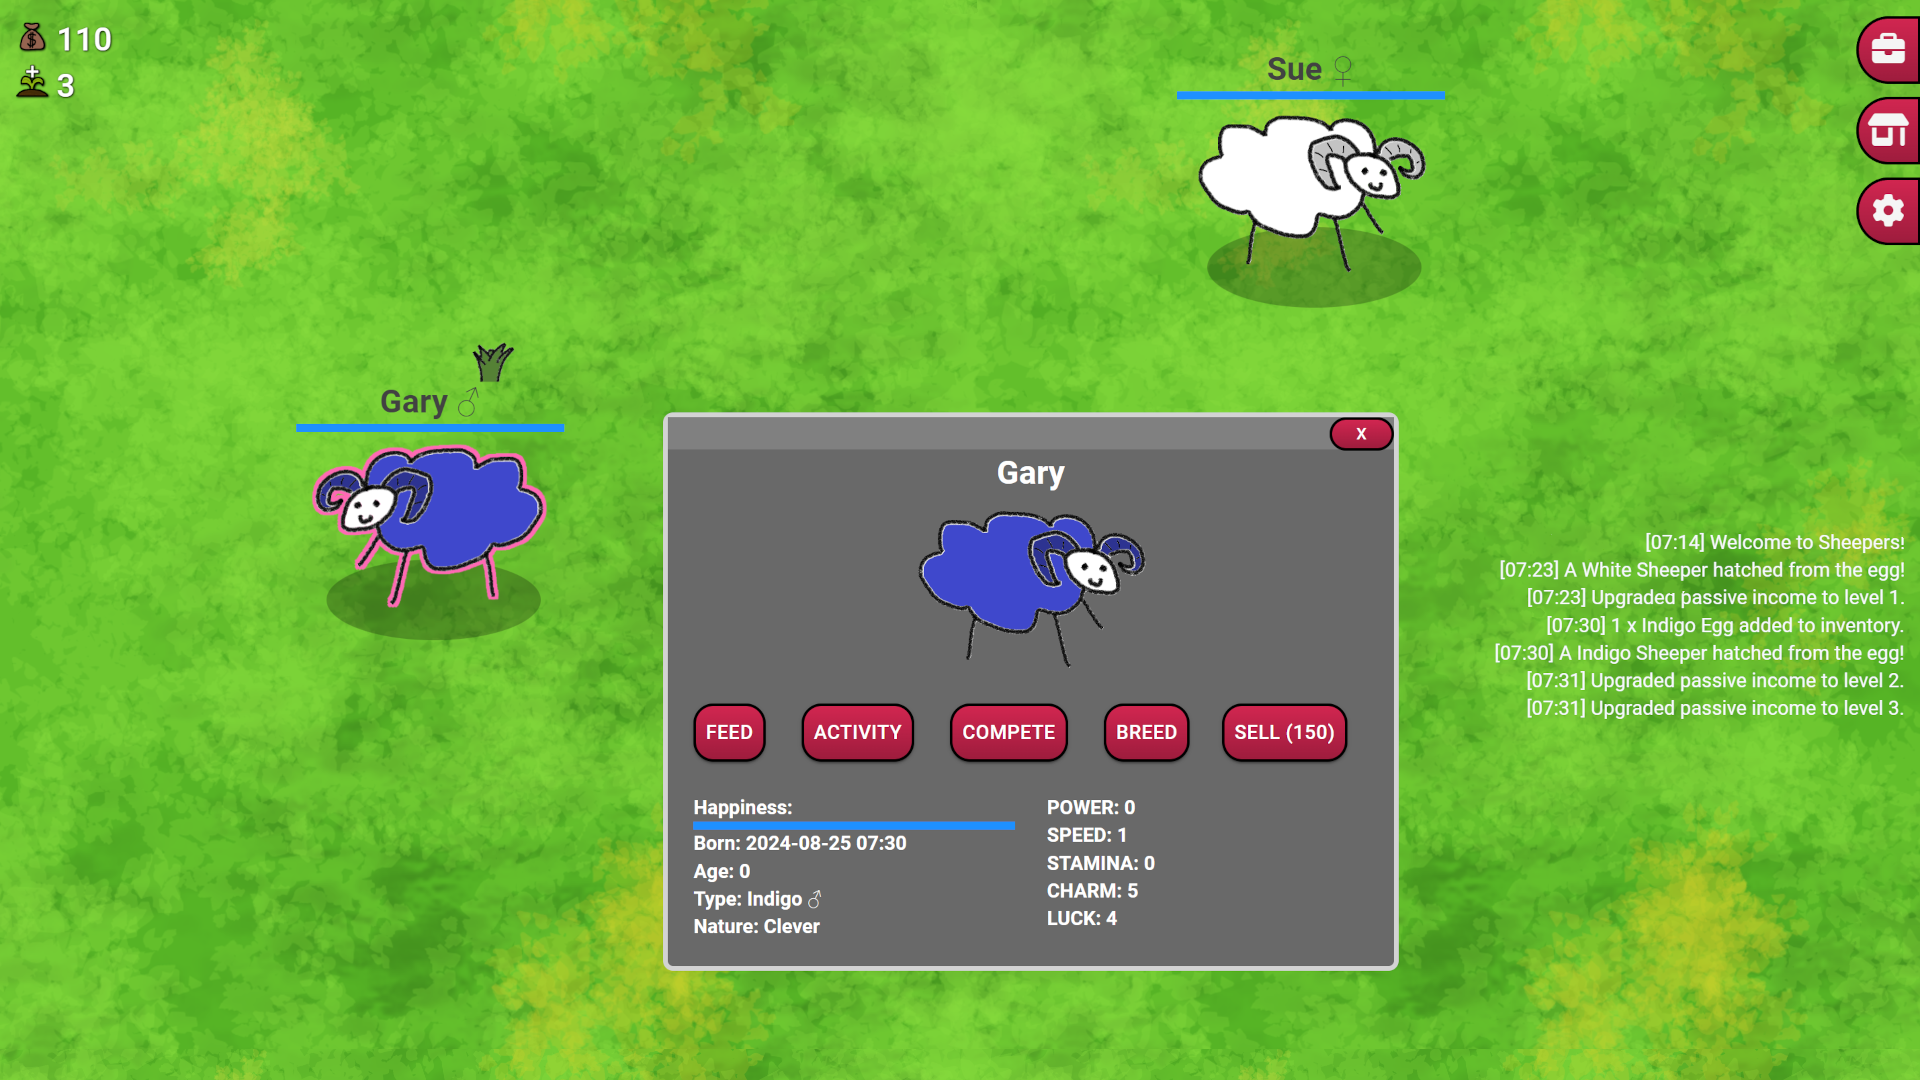 110
3
Sue ♀
Gary ♂
X
Gary
FEED
ACTIVITY
COMPETE
BREED
SELL (150)
Happiness:
Born: 2024-08-25 07:30
Age: 0
Type: Indigo ♂
Nature: Clever
POWER: 0
SPEED: 1
STAMINA: 0
CHARM: 5
LUCK: 4
[07:14] Welcome to Sheepers!
[07:23] A White Sheeper hatched from the egg!
[07:23] Upgraded passive income to level 1.
[07:30] 1 x Indigo Egg added to inventory.
[07:30] A Indigo Sheeper hatched from the egg!
[07:31] Upgraded passive income to level 2.
[07:31] Upgraded passive income to level 3.